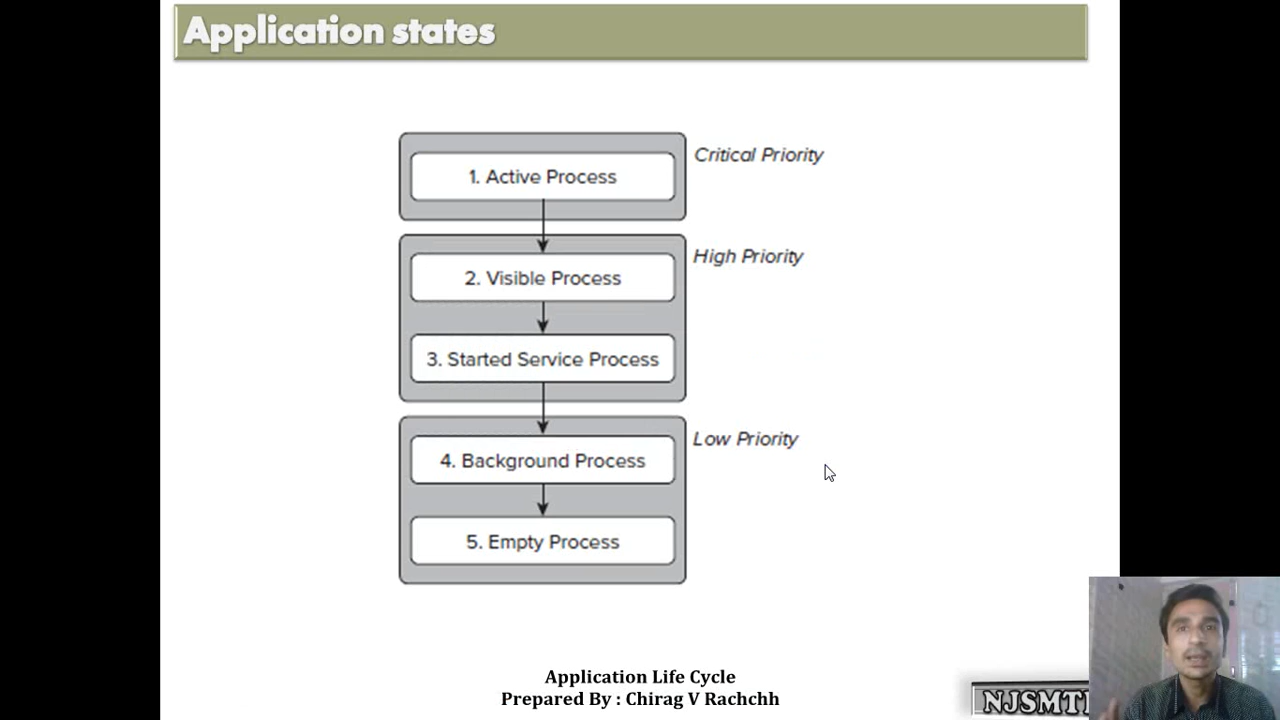 Application states
1. Active Process
Critical Priority
2. Visible Process
High Priority
3. Started Service Process
4. Background Process
Low Priority
5. Empty Process
Application Life Cycle
Prepared By : Chirag V Rachchh